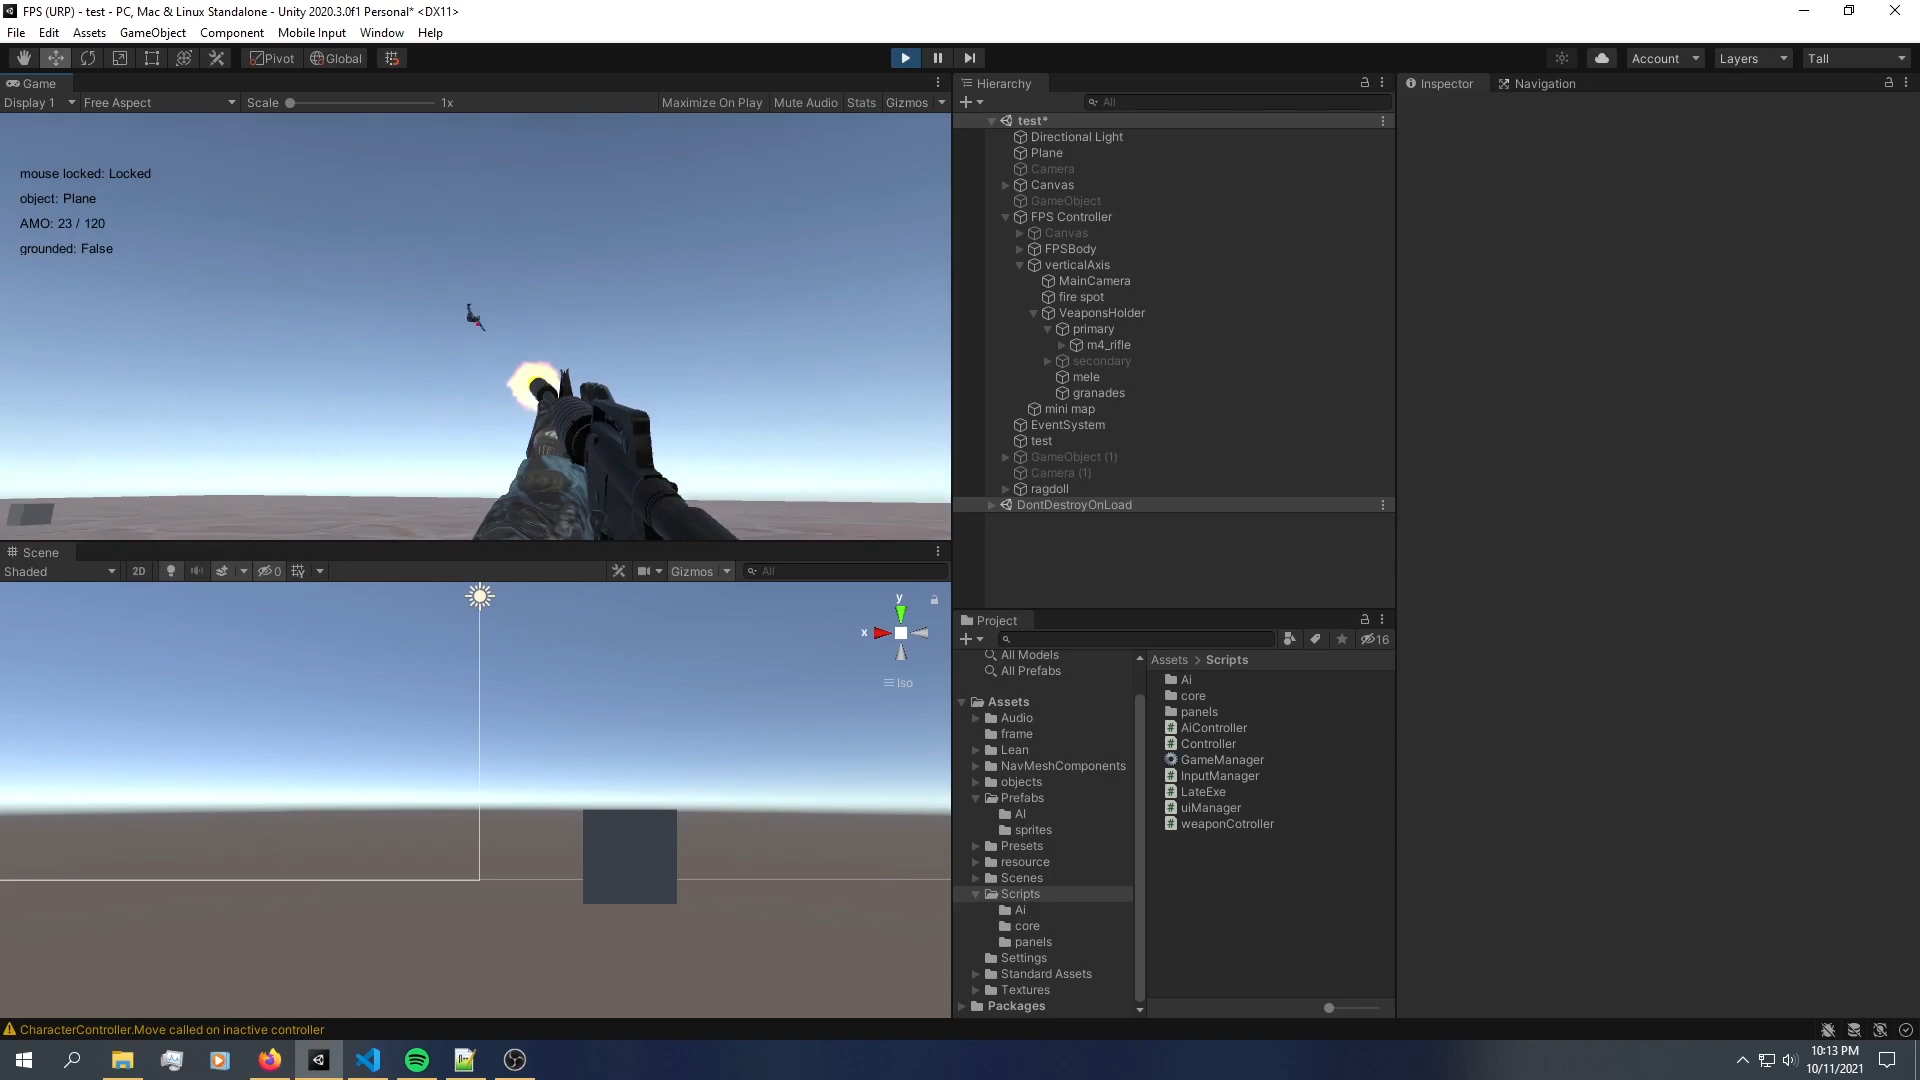 FPS (URP) - test - PC, Mac & Linux Standalone - Unity 2020.3.0f1 Personal* <DX11>
File Edit Assets GameObject Component Mobile Input Window Help
Pivot Global Account Layers Tall
Game
Display 1 Free Aspect Scale 1x Maximize On Play Mute Audio Stats Gizmos
mouse locked: Locked
object: Plane
AMO: 23 / 120
grounded: False
Scene
Shaded 2D 0 Gizmos All
y
x
Iso
Hierarchy
All
test*
Directional Light
Plane
Camera
Canvas
GameObject
FPS Controller
Canvas
FPSBody
verticalAxis
MainCamera
fire spot
VeaponsHolder
primary
m4_rifle
secondary
mele
granades
mini map
EventSystem
test
GameObject (1)
Camera (1)
ragdoll
DontDestroyOnLoad
Inspector Navigation
Project
16
All Models
All Prefabs
Assets
Audio
frame
Lean
NavMeshComponents
objects
Prefabs
AI
sprites
Presets
resource
Scenes
Scripts
Ai
core
panels
Settings
Standard Assets
Textures
Packages
Assets > Scripts
Ai
core
panels
AiController
Controller
GameManager
InputManager
LateExe
uiManager
weaponCotroller
CharacterController.Move called on inactive controller
10:13 PM
10/11/2021